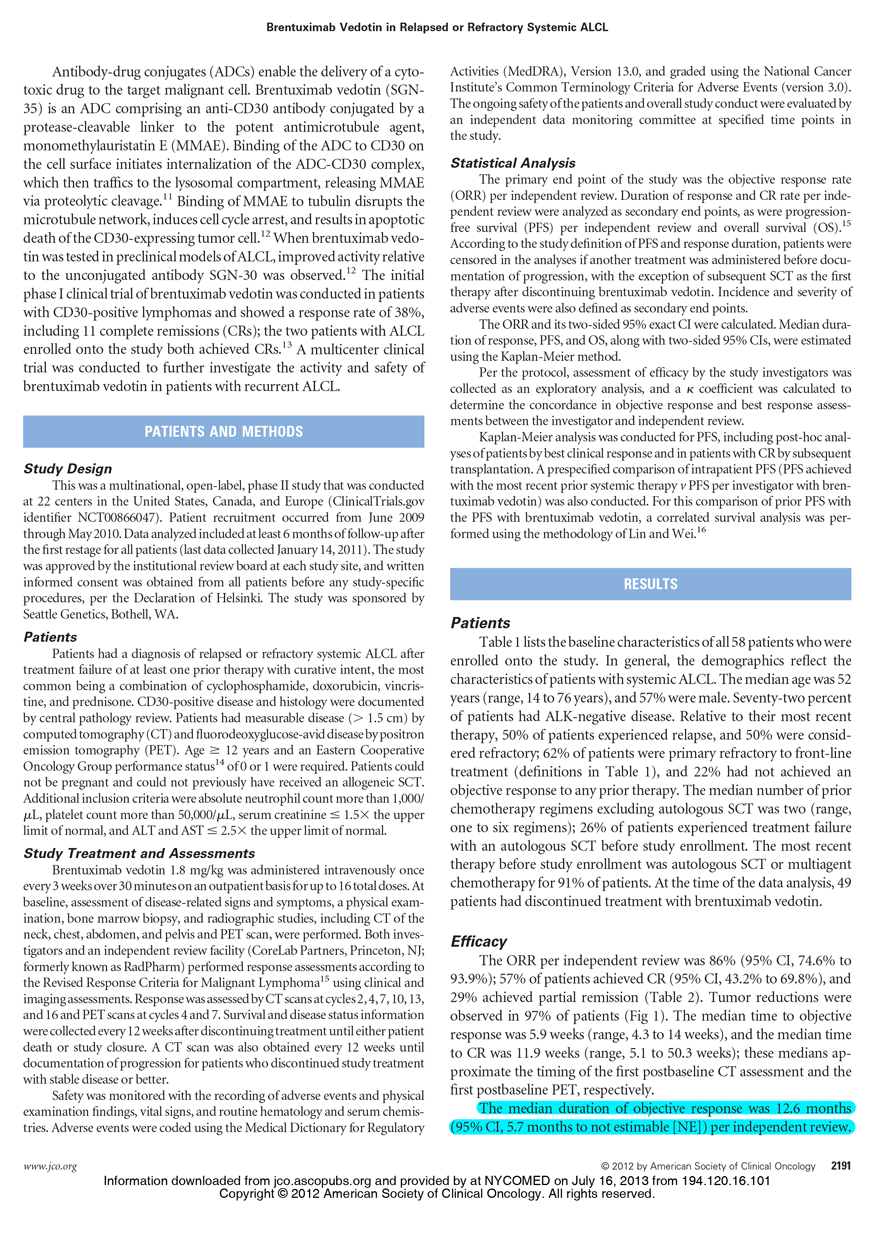 Brentuximab Vedotin in Relapsed or Refractory Systemic ALCL
Antibody-drug conjugates (ADCs) enable the delivery of a cyto-
toxic drug to the target malignant cell. Brentuximab vedotin (SGN-
35) is an ADC comprising an anti-CD30 antibody conjugated by a
protease-cleavable linker to the potent antimicrotubule agent,
monomethylauristatin E (MMAE). Binding of the ADC to CD30 on
the cell surface initiates internalization of the ADC-CD30 complex,
which then traffics to the lysosomal compartment, releasing MMAE
via proteolytic cleavage.11 Binding of MMAE to tubulin disrupts the
microtubule network, induces cell cycle arrest, and results in apoptotic
death of the CD30-expressing tumor cell.12 When brentuximab vedo-
tin was tested in preclinical models of ALCL, improved activity relative
to the unconjugated antibody SGN-30 was observed.12 The initial
phase I clinical trial of brentuximab vedotin was conducted in patients
with CD30-positive lymphomas and showed a response rate of 38%,
including 11 complete remissions (CRs); the two patients with ALCL
enrolled onto the study both achieved CRs.13 A multicenter clinical
trial was conducted to further investigate the activity and safety of
brentuximab vedotin in patients with recurrent ALCL.
PATIENTS AND METHODS
Study Design
This was a multinational, open-label, phase II study that was conducted
at 22 centers in the United States, Canada, and Europe (ClinicalTrials.gov
identifier NCT00866047). Patient recruitment occurred from June 2009
through May 2010. Data analyzed included at least 6 months of follow-up after
the first restage for all patients (last data collected January 14, 2011). The study
was approved by the institutional review board at each study site, and written
informed consent was obtained from all patients before any study-specific
procedures, per the Declaration of Helsinki. The study was sponsored by
Seattle Genetics, Bothell, WA.
Patients
Patients had a diagnosis of relapsed or refractory systemic ALCL after
treatment failure of at least one prior therapy with curative intent, the most
common being a combination of cyclophosphamide, doxorubicin, vincris-
tine, and prednisone. CD30-positive disease and histology were documented
by central pathology review. Patients had measurable disease (> 1.5 cm) by
computed tomography (CT) and fluorodeoxyglucose-avid disease by positron
emission tomography (PET). Age ≥ 12 years and an Eastern Cooperative
Oncology Group performance status14 of 0 or 1 were required. Patients could
not be pregnant and could not previously have received an allogeneic SCT.
Additional inclusion criteria were absolute neutrophil count more than 1,000/
μL, platelet count more than 50,000/μL, serum creatinine ≤ 1.5× the upper
limit of normal, and ALT and AST ≤ 2.5× the upper limit of normal.
Study Treatment and Assessments
Brentuximab vedotin 1.8 mg/kg was administered intravenously once
every 3 weeks over 30 minutes on an outpatient basis for up to 16 total doses. At
baseline, assessment of disease-related signs and symptoms, a physical exam-
ination, bone marrow biopsy, and radiographic studies, including CT of the
neck, chest, abdomen, and pelvis and PET scan, were performed. Both inves-
tigators and an independent review facility (CoreLab Partners, Princeton, NJ;
formerly known as RadPharm) performed response assessments according to
the Revised Response Criteria for Malignant Lymphoma15 using clinical and
imaging assessments. Response was assessed by CT scans at cycles 2, 4, 7, 10, 13,
and 16 and PET scans at cycles 4 and 7. Survival and disease status information
were collected every 12 weeks after discontinuing treatment until either patient
death or study closure. A CT scan was also obtained every 12 weeks until
documentation of progression for patients who discontinued study treatment
with stable disease or better.
Safety was monitored with the recording of adverse events and physical
examination findings, vital signs, and routine hematology and serum chemis-
tries. Adverse events were coded using the Medical Dictionary for Regulatory
Activities (MedDRA), Version 13.0, and graded using the National Cancer
Institute's Common Terminology Criteria for Adverse Events (version 3.0).
The ongoing safety of the patients and overall study conduct were evaluated by
an independent data monitoring committee at specified time points in
the study.
Statistical Analysis
The primary end point of the study was the objective response rate
(ORR) per independent review. Duration of response and CR rate per inde-
pendent review were analyzed as secondary end points, as were progression-
free survival (PFS) per independent review and overall survival (OS).15
According to the study definition of PFS and response duration, patients were
censored in the analyses if another treatment was administered before docu-
mentation of progression, with the exception of subsequent SCT as the first
therapy after discontinuing brentuximab vedotin. Incidence and severity of
adverse events were also defined as secondary end points.
The ORR and its two-sided 95% exact CI were calculated. Median dura-
tion of response, PFS, and OS, along with two-sided 95% CIs, were estimated
using the Kaplan-Meier method.
Per the protocol, assessment of efficacy by the study investigators was
collected as an exploratory analysis, and a κ coefficient was calculated to
determine the concordance in objective response and best response assess-
ments between the investigator and independent review.
Kaplan-Meier analysis was conducted for PFS, including post-hoc anal-
yses of patients by best clinical response and in patients with CR by subsequent
transplantation. A prespecified comparison of intrapatient PFS (PFS achieved
with the most recent prior systemic therapy v PFS per investigator with bren-
tuximab vedotin) was also conducted. For this comparison of prior PFS with
the PFS with brentuximab vedotin, a correlated survival analysis was per-
formed using the methodology of Lin and Wei.16
RESULTS
Patients
Table 1 lists the baseline characteristics of all 58 patients who were
enrolled onto the study. In general, the demographics reflect the
characteristics of patients with systemic ALCL. The median age was 52
years (range, 14 to 76 years), and 57% were male. Seventy-two percent
of patients had ALK-negative disease. Relative to their most recent
therapy, 50% of patients experienced relapse, and 50% were consid-
ered refractory; 62% of patients were primary refractory to front-line
treatment (definitions in Table 1), and 22% had not achieved an
objective response to any prior therapy. The median number of prior
chemotherapy regimens excluding autologous SCT was two (range,
one to six regimens); 26% of patients experienced treatment failure
with an autologous SCT before study enrollment. The most recent
therapy before study enrollment was autologous SCT or multiagent
chemotherapy for 91% of patients. At the time of the data analysis, 49
patients had discontinued treatment with brentuximab vedotin.
Efficacy
The ORR per independent review was 86% (95% CI, 74.6% to
93.9%); 57% of patients achieved CR (95% CI, 43.2% to 69.8%), and
29% achieved partial remission (Table 2). Tumor reductions were
observed in 97% of patients (Fig 1). The median time to objective
response was 5.9 weeks (range, 4.3 to 14 weeks), and the median time
to CR was 11.9 weeks (range, 5.1 to 50.3 weeks); these medians ap-
proximate the timing of the first postbaseline CT assessment and the
first postbaseline PET, respectively.
The median duration of objective response was 12.6 months
(95% CI, 5.7 months to not estimable [NE]) per independent review.
www.jco.org
© 2012 by American Society of Clinical Oncology 2191
Information downloaded from jco.ascopubs.org and provided by at NYCOMED on July 16, 2013 from 194.120.16.101
Copyright © 2012 American Society of Clinical Oncology. All rights reserved.